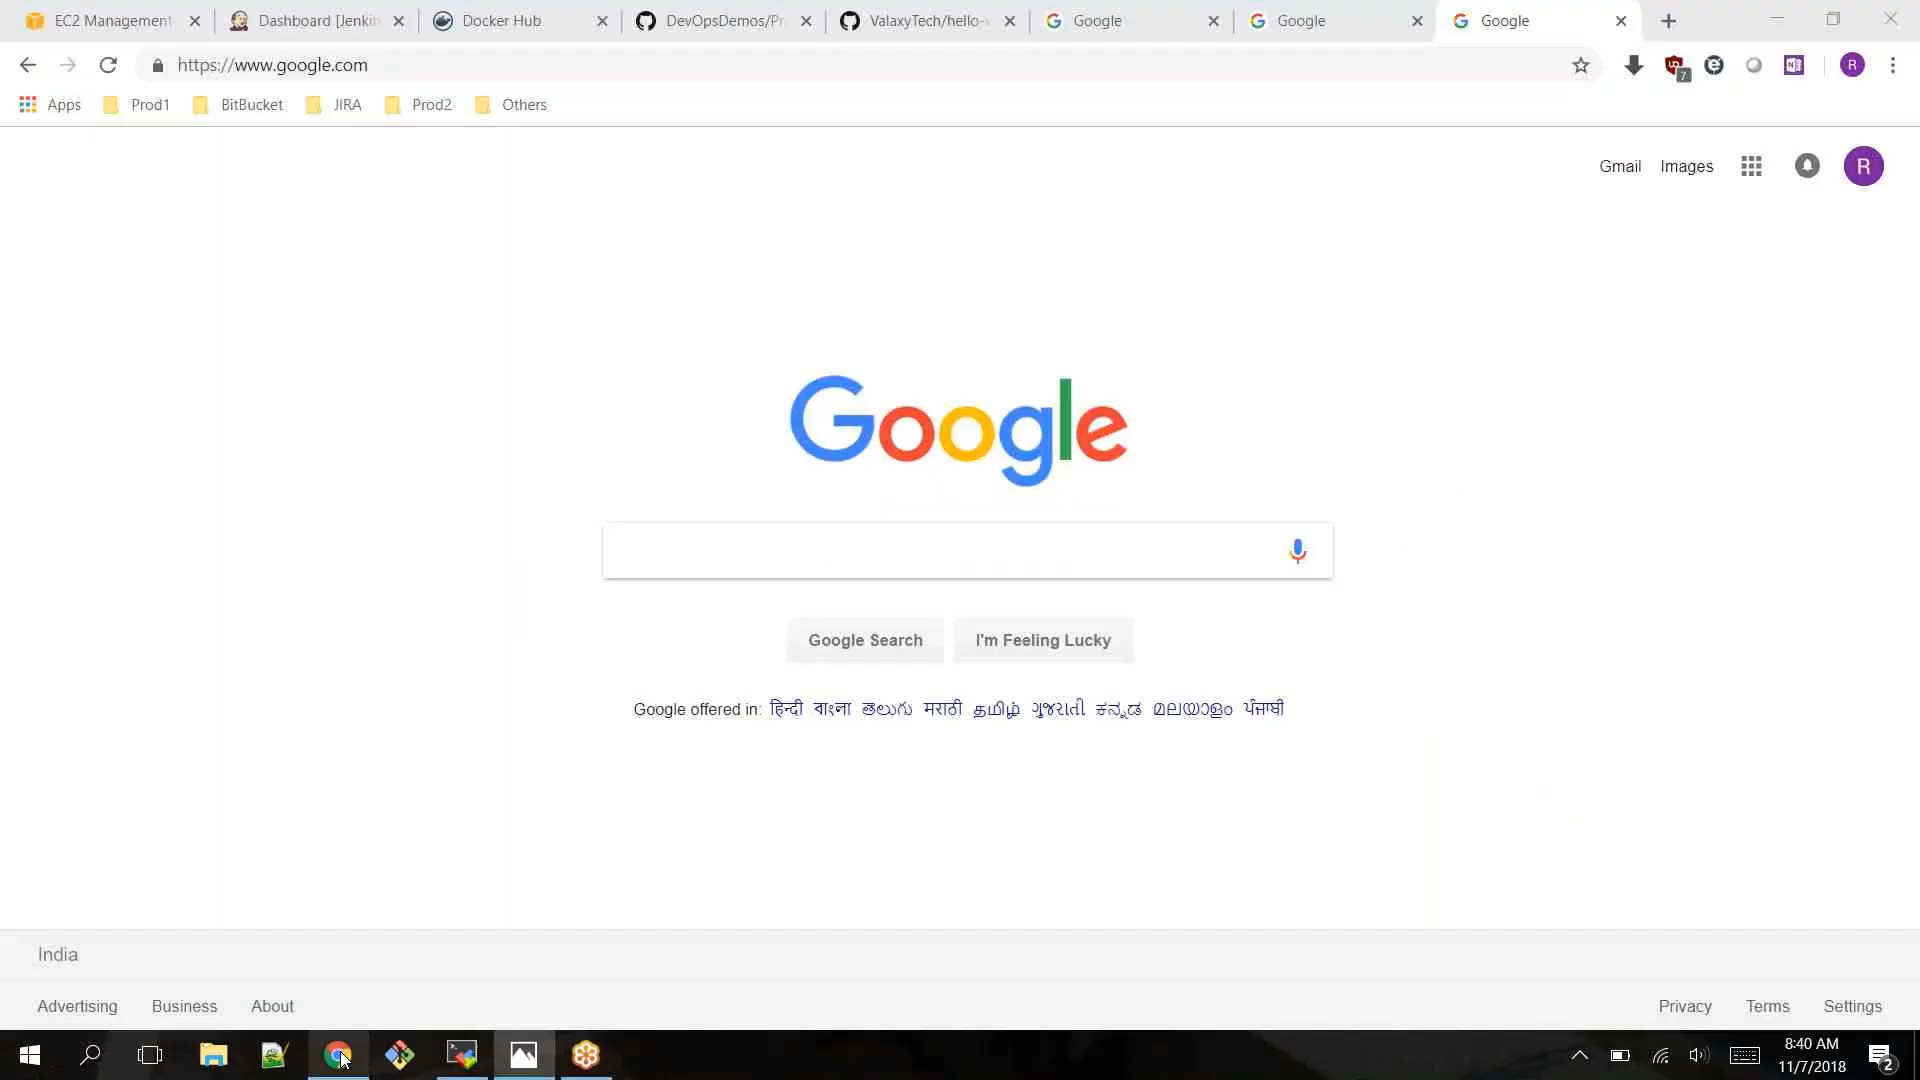 EC2 Management
Dashboard [Jenkin
Docker Hub
DevOpsDemos/Pr
ValaxyTech/hello-w
Google
Google
Google
https://www.google.com
7
R
Apps
Prod1
BitBucket
JIRA
Prod2
Others
Gmail
Images
R
Google
Google Search
I'm Feeling Lucky
Google offered in: हिन्दी বাংলা తెలుగు मराठी தமிழ் ગુજરાતી ಕನ್ನಡ മലയാളം ਪੰਜਾਬੀ
India
Advertising
Business
About
Privacy
Terms
Settings
8:40 AM
11/7/2018
2